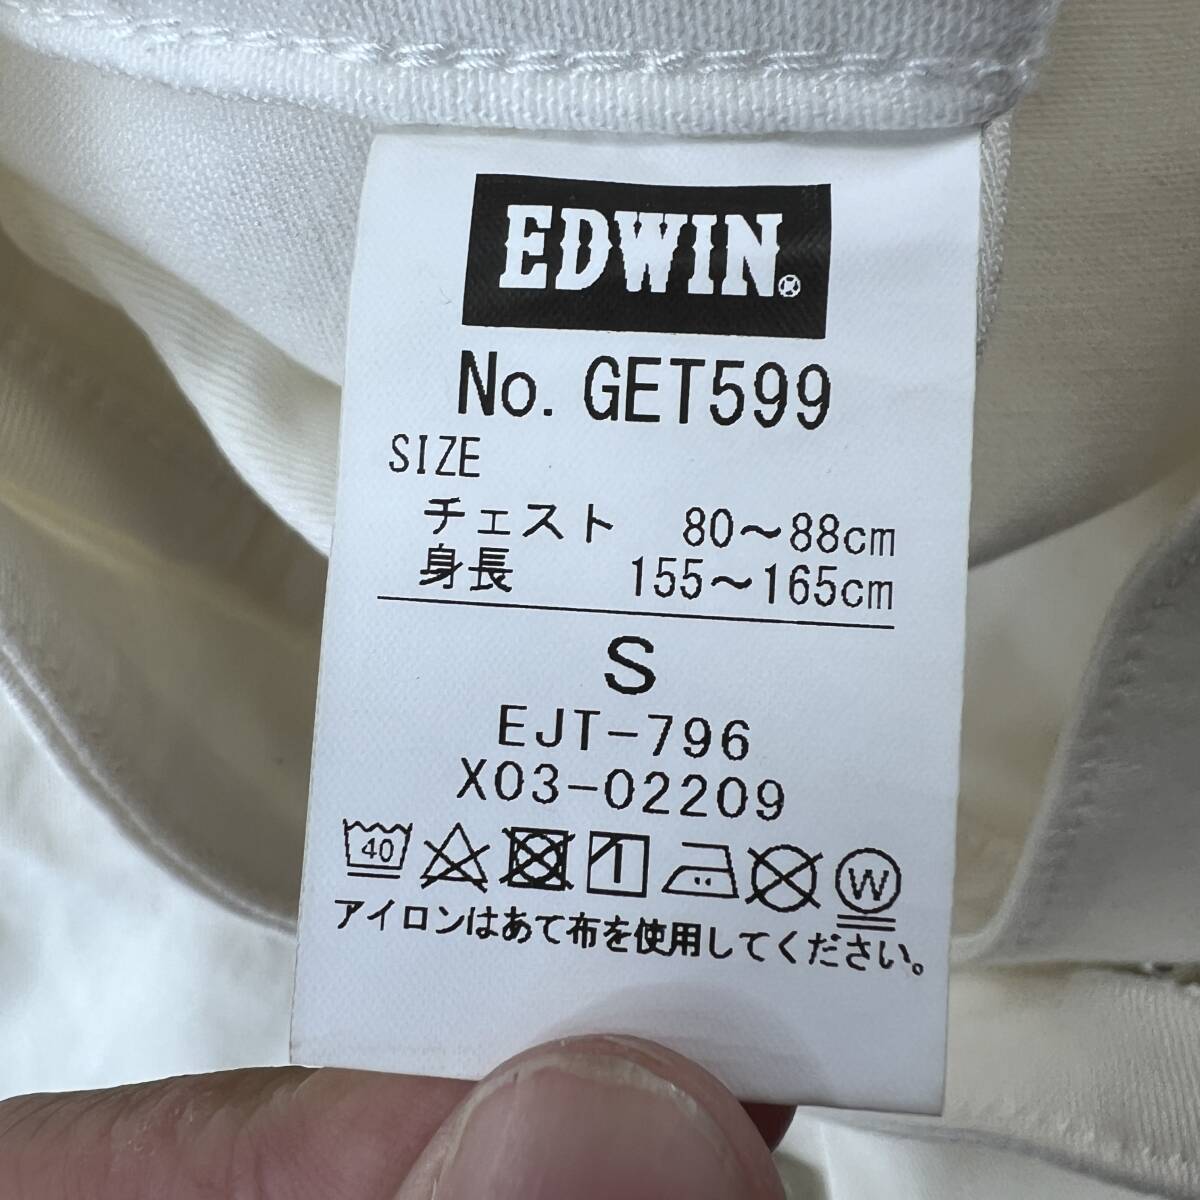 EDWIN®
No. GET599
SIZE
チェスト 80～88cm
身長 155～165cm
S
EJT-796
X03-02209
40 W
アイロンはあて布を使用してください。